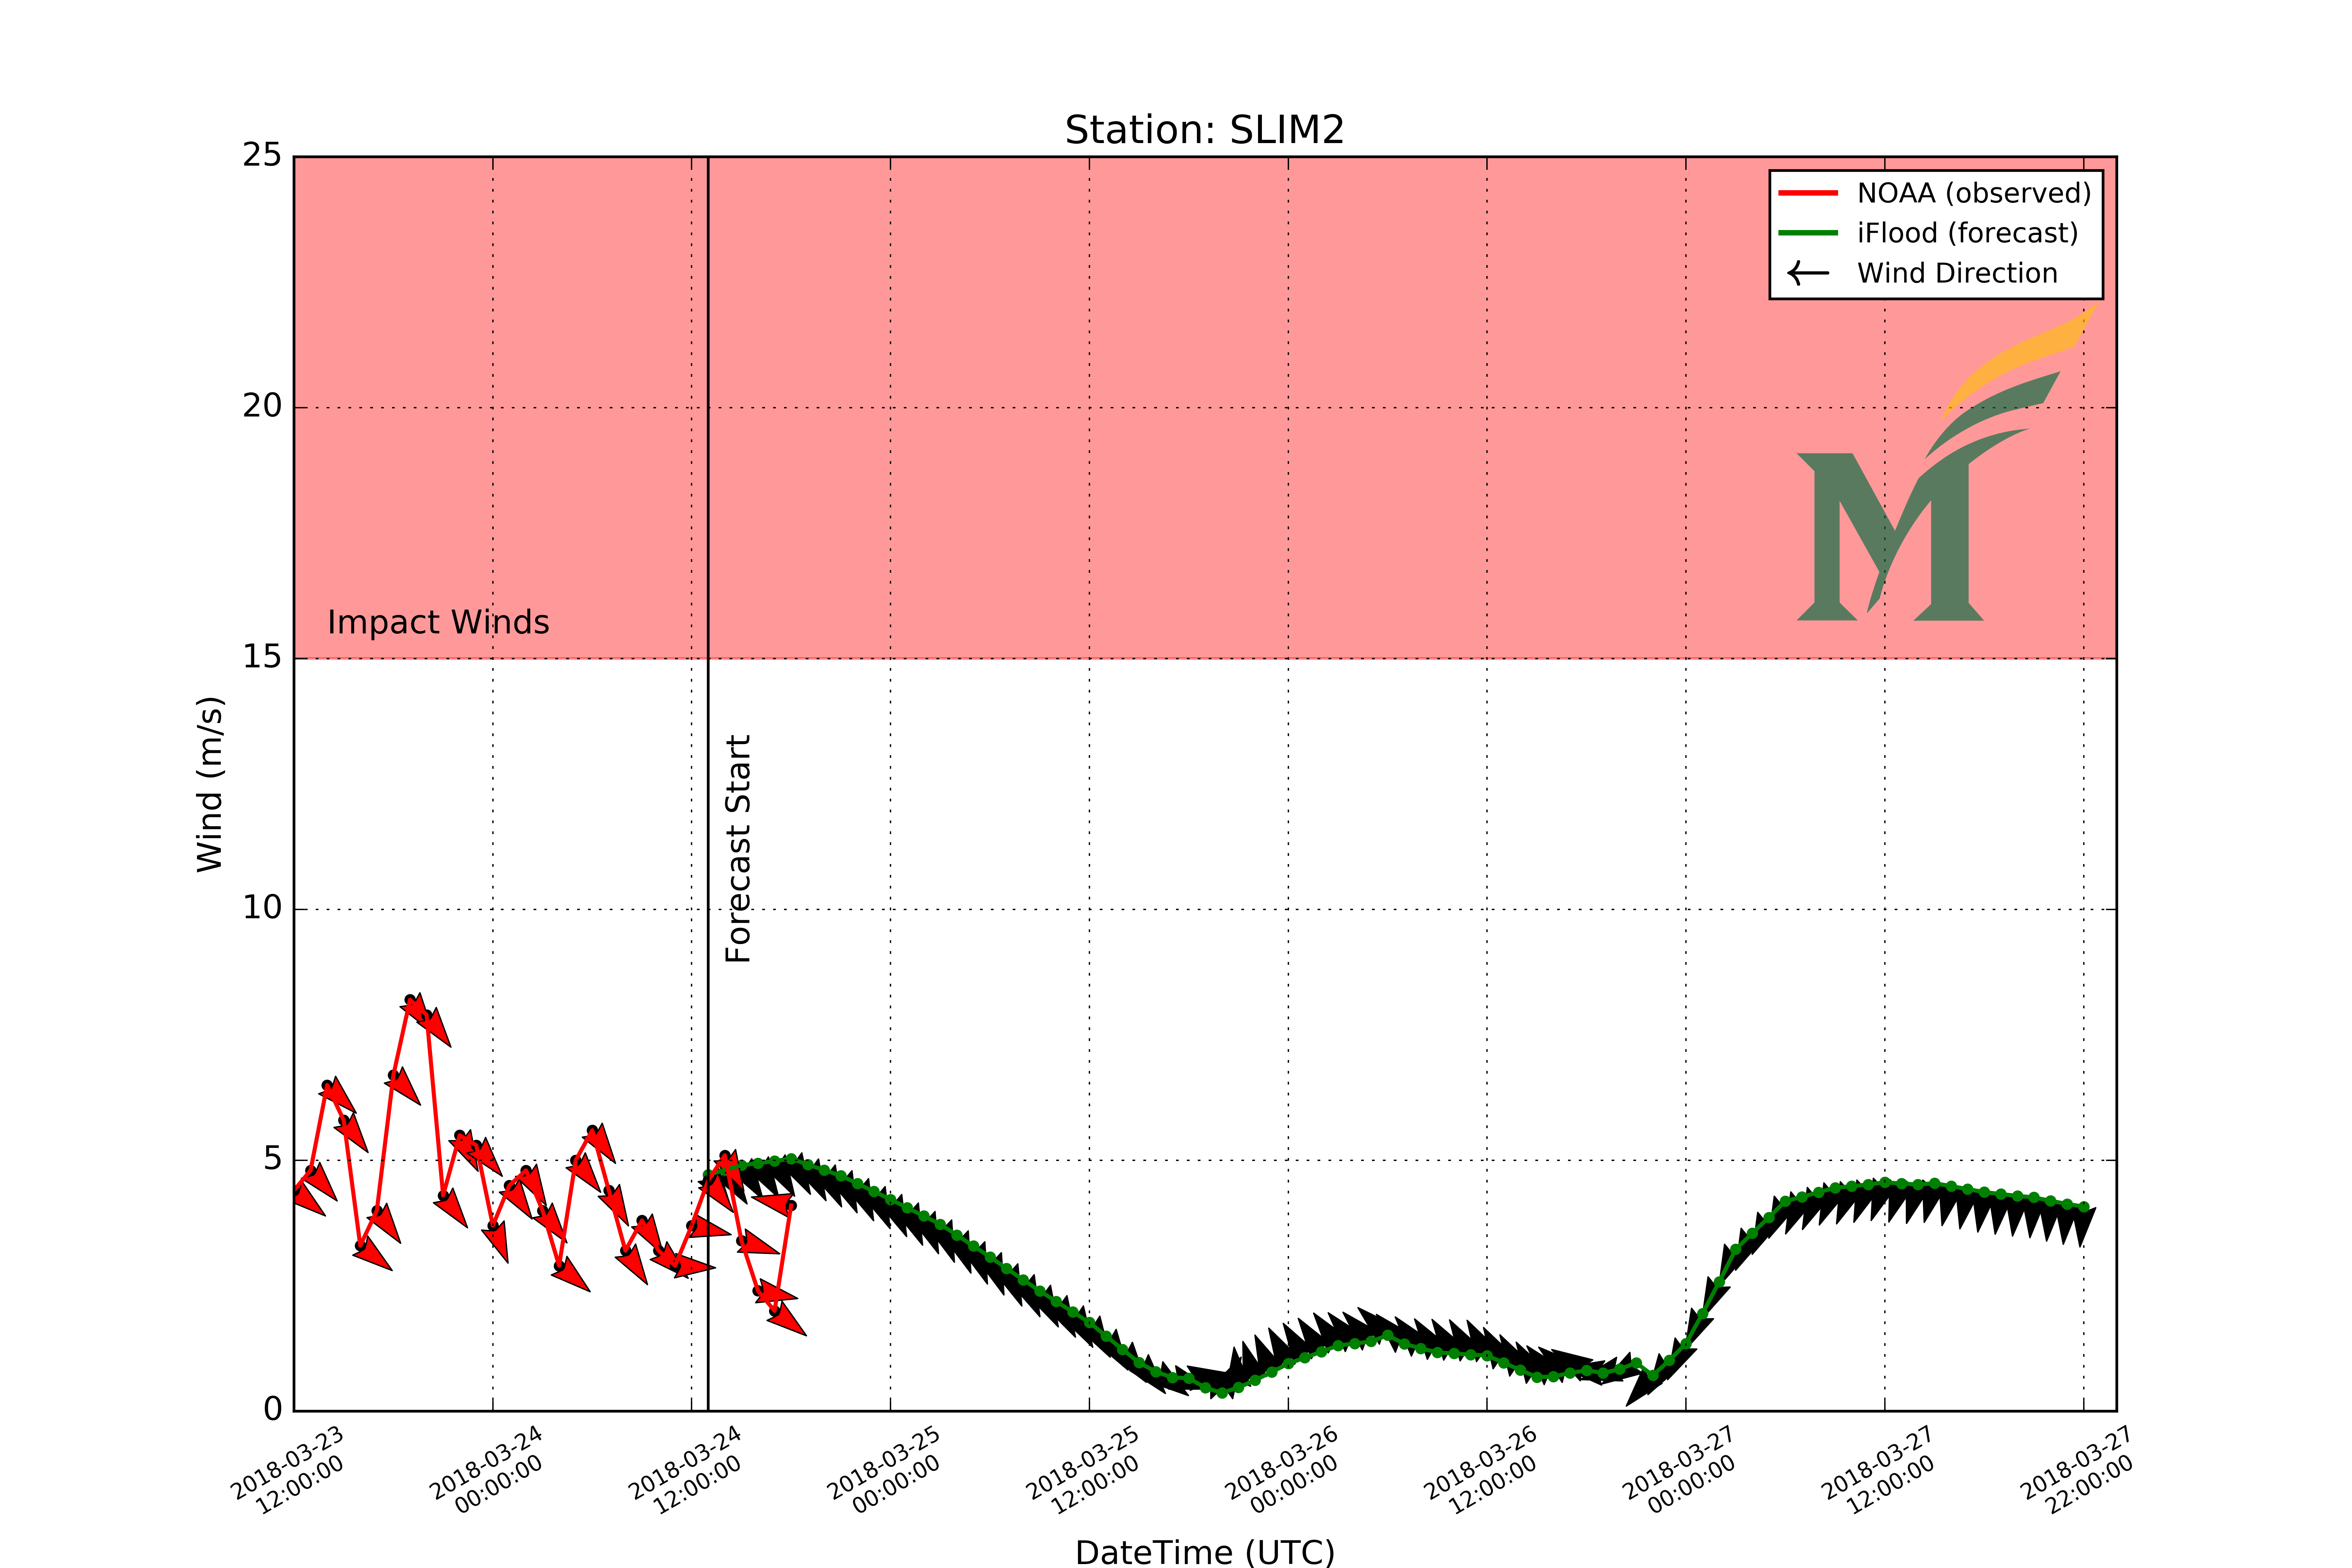 Station: SLIM2
25
20
15
10
5
0
Wind (m/s)
NOAA (observed)
iFlood (forecast)
Wind Direction
M
Impact Winds
Forecast Start
2018-03-23
12:00:00
2018-03-24
00:00:00
2018-03-24
12:00:00
2018-03-25
00:00:00
2018-03-25
12:00:00
2018-03-26
00:00:00
2018-03-26
12:00:00
2018-03-27
00:00:00
2018-03-27
12:00:00
2018-03-27
22:00:00
DateTime (UTC)